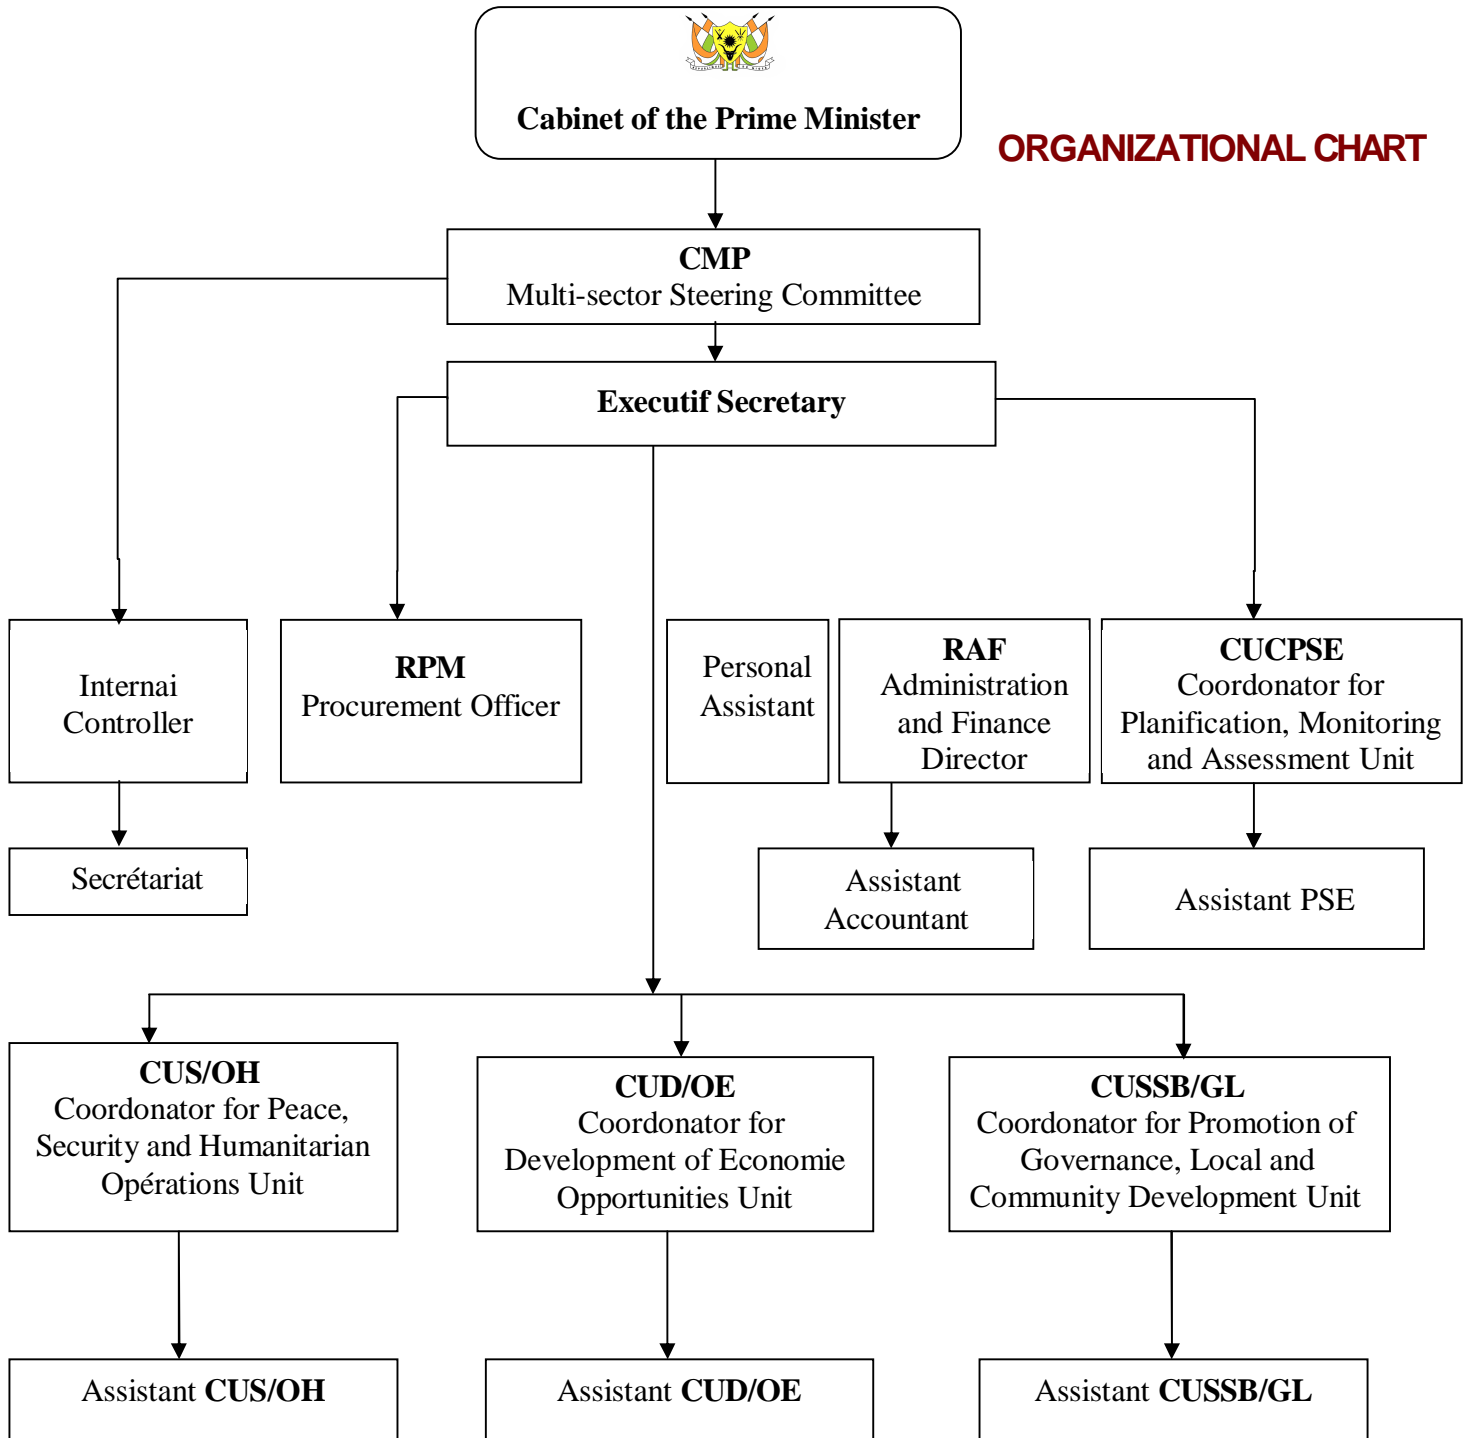 Cabinet of the Prime Minister
ORGANIZATIONAL CHART
CMP
Multi-sector Steering Committee
Executif Secretary
Internai
Controller
RPM
Procurement Officer
Personal
Assistant
RAF
Administration
and Finance
Director
CUCPSE
Coordonator for
Planification, Monitoring
and Assessment Unit
Secrétariat
Assistant
Accountant
Assistant PSE
CUS/OH
Coordonator for Peace,
Security and Humanitarian
Opérations Unit
CUD/OE
Coordonator for
Development of Economie
Opportunities Unit
CUSSB/GL
Coordonator for Promotion of
Governance, Local and
Community Development Unit
Assistant CUS/OH
Assistant CUD/OE
Assistant CUSSB/GL